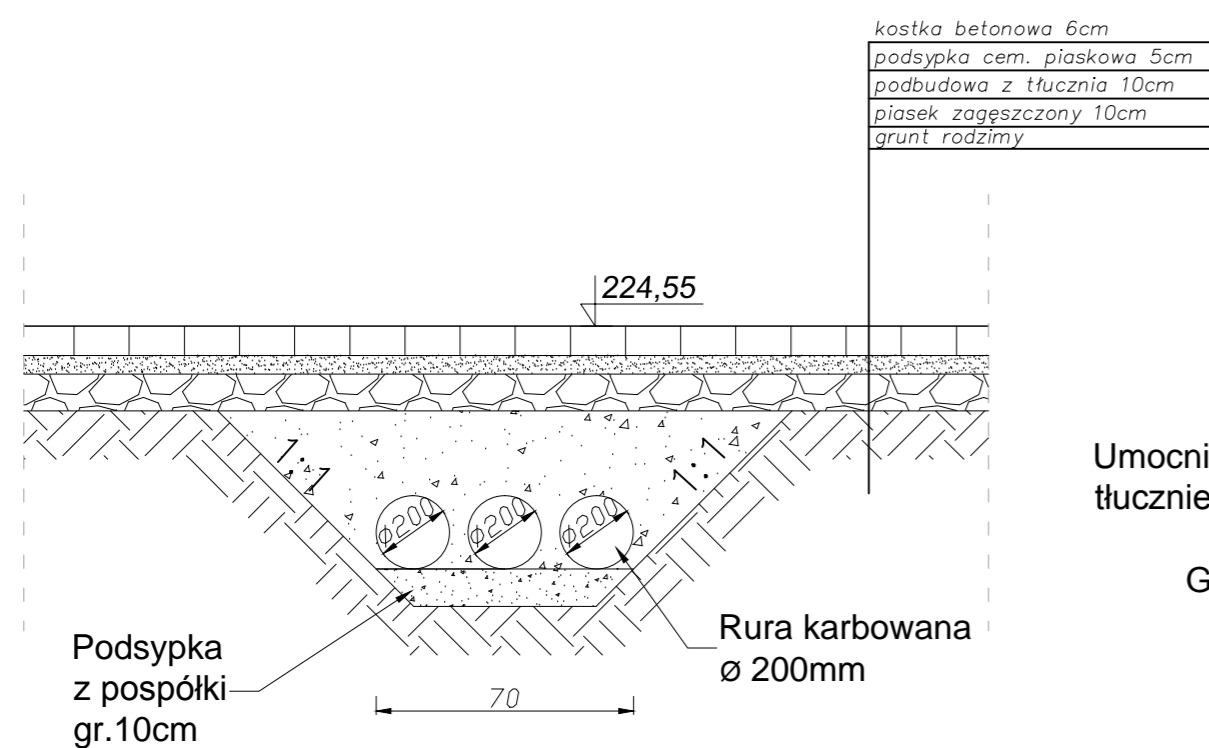 kostka betonowa 6cm
podsypka cem. piaskowa 5cm
podbudowa z tłucznia 10cm
piasek zagęszczony 10cm
grunt rodzimy
224,55
1:1
1:1
Ø200
Ø200
Ø200
Umocni
tłucznie
G
Podsypka
z pospółki
gr.10cm
Rura karbowana
Ø 200mm
70